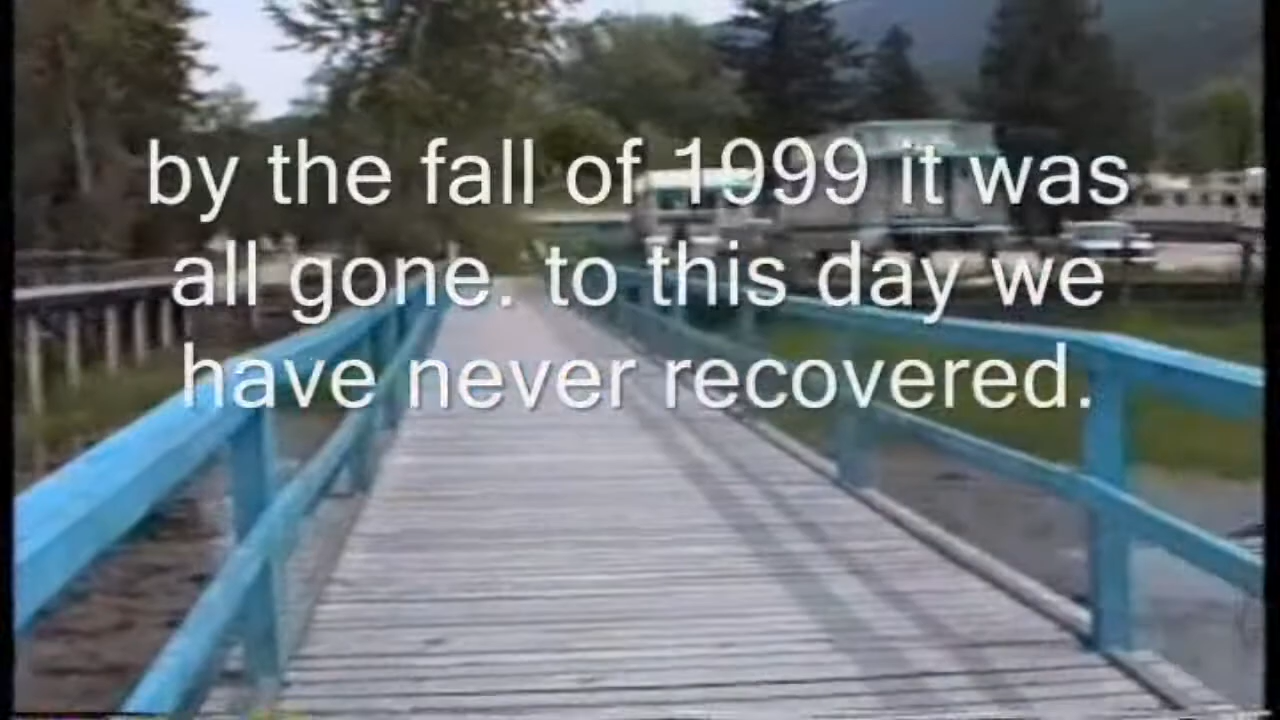 by the fall of 1999 it was
all gone. to this day we
have never recovered.